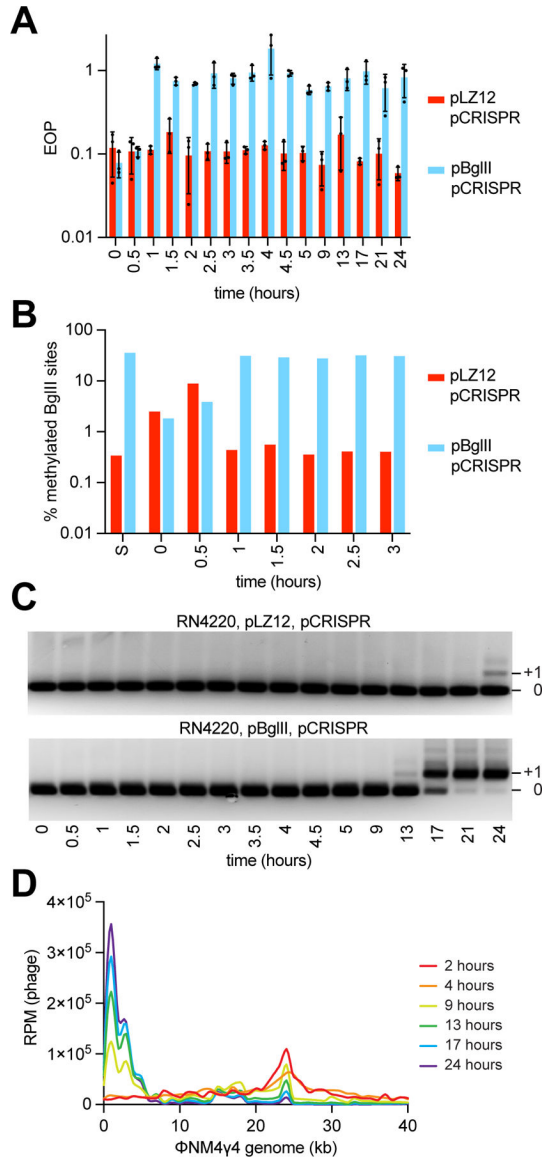 A
EOP
1
0.1
0.01
0 0.5 1 1.5 2 2.5 3 3.5 4 4.5 5 9 13 17 21 24
time (hours)
pLZ12
pCRISPR
pBglII
pCRISPR
B
% methylated BglII sites
100
10
1
0.1
0.01
S 0 0.5 1 1.5 2 2.5 3
time (hours)
pLZ12
pCRISPR
pBglII
pCRISPR
C
RN4220, pLZ12, pCRISPR
+1
0
RN4220, pBglII, pCRISPR
+1
0
0 0.5 1 1.5 2 2.5 3 3.5 4 4.5 5 9 13 17 21 24
time (hours)
D
RPM (phage)
4×10⁵
3×10⁵
2×10⁵
1×10⁵
0
0 10 20 30 40
ΦNM4γ4 genome (kb)
2 hours
4 hours
9 hours
13 hours
17 hours
24 hours